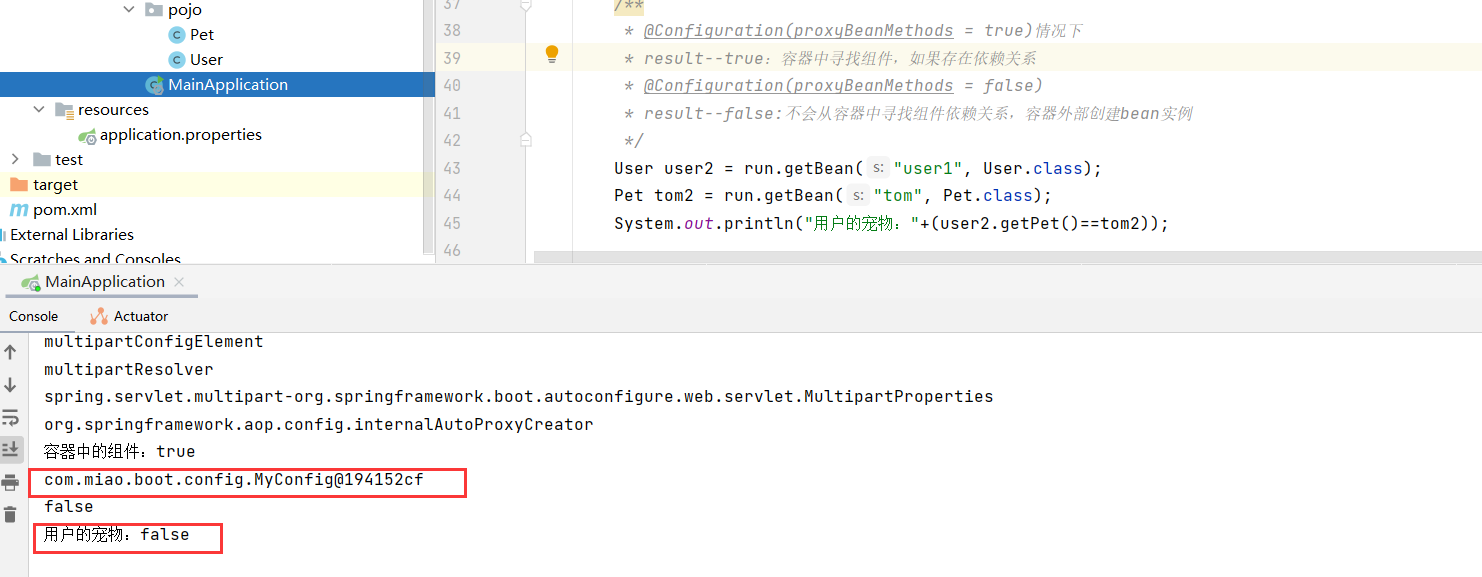 pojo
Pet
User
MainApplication
resources
application.properties
test
target
pom.xml
External Libraries
Scratches and Consoles
37 /**
38 * @Configuration(proxyBeanMethods = true)情况下
39 * result--true：容器中寻找组件，如果存在依赖关系
40 * @Configuration(proxyBeanMethods = false)
41 * result--false:不会从容器中寻找组件依赖关系，容器外部创建bean实例
42 */
43 User user2 = run.getBean( s: "user1", User.class);
44 Pet tom2 = run.getBean( s: "tom", Pet.class);
45 System.out.println("用户的宠物："+(user2.getPet()==tom2));
46
MainApplication
Console Actuator
multipartConfigElement
multipartResolver
spring.servlet.multipart-org.springframework.boot.autoconfigure.web.servlet.MultipartProperties
org.springframework.aop.config.internalAutoProxyCreator
容器中的组件：true
com.miao.boot.config.MyConfig@194152cf
false
用户的宠物：false